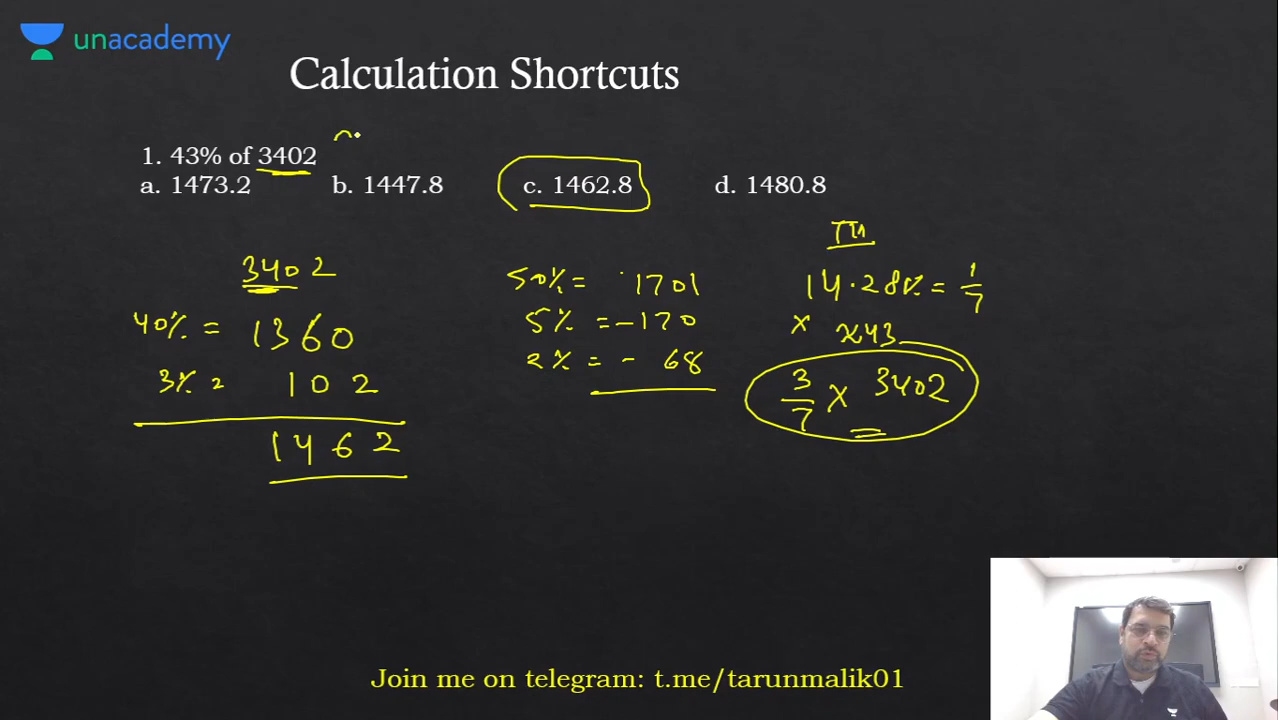 unacademy
Calculation Shortcuts
1. 43% of 3402
a. 1473.2 b. 1447.8 c. 1462.8 d. 1480.8
3402
40% = 1360
3% = 102
1462
50% = 1701
5% = - 170
2% = - 68
14.28% = 1/7
x x43
3/7 x 3402
Join me on telegram: t.me/tarunmalik01